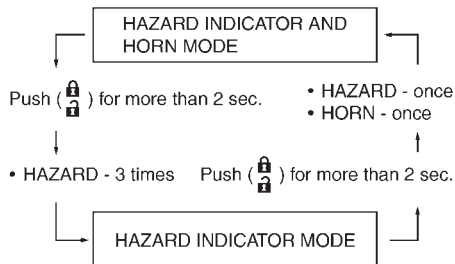 HAZARD INDICATOR AND
HORN MODE
Push ( ) for more than 2 sec.
• HAZARD - once
• HORN - once
• HAZARD - 3 times
Push ( ) for more than 2 sec.
HAZARD INDICATOR MODE